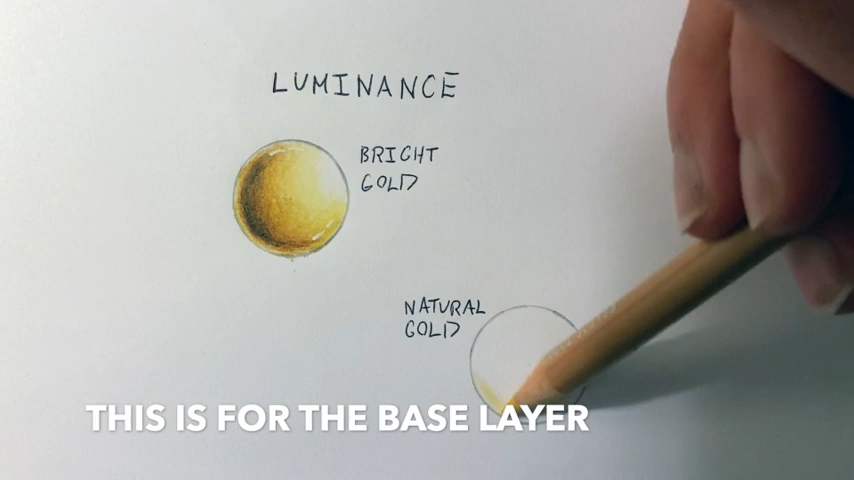 LUMINANCE
BRIGHT
GOLD
NATURAL
GOLD
THIS IS FOR THE BASE LAYER